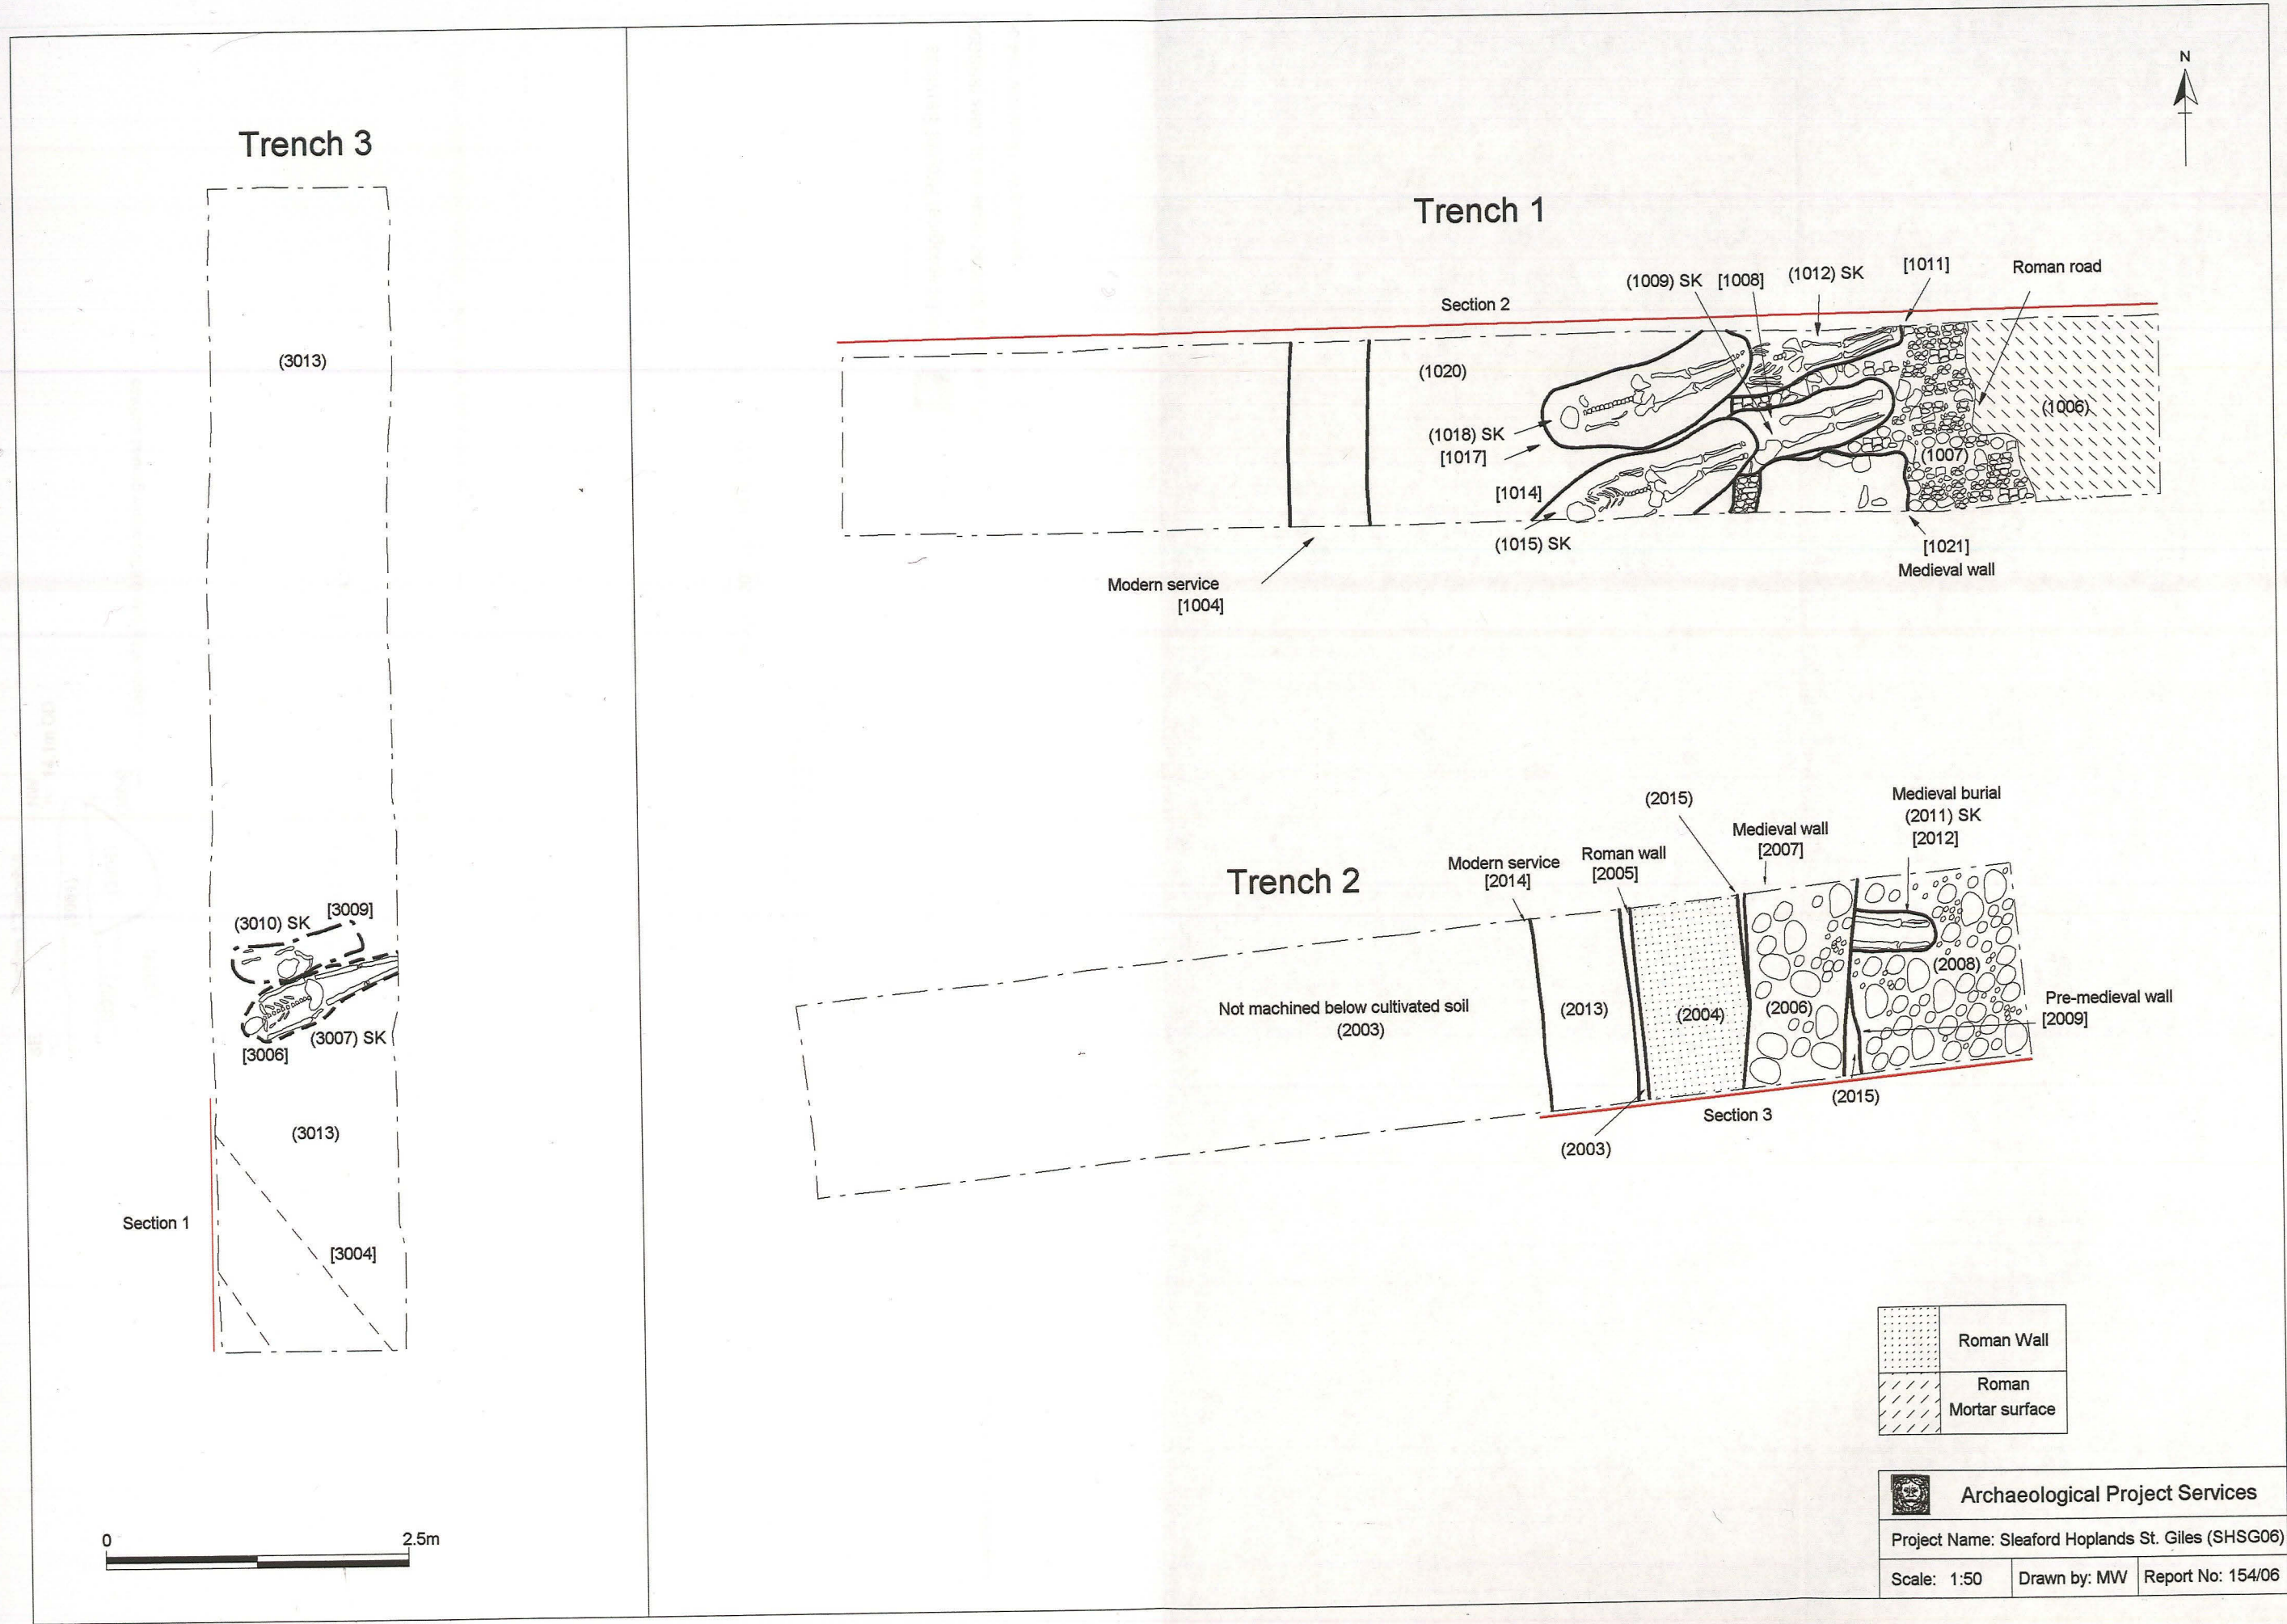 N
Trench 3
(3013)
(3010) SK
[3009]
(3007) SK
[3006]
(3013)
Section 1
[3004]
0
2.5m
Trench 1
Section 2
(1009) SK
[1008]
(1012) SK
[1011]
Roman road
(1020)
(1006)
(1018) SK
[1017]
(1007)
[1014]
(1015) SK
[1021]
Medieval wall
Modern service
[1004]
Trench 2
(2015)
Medieval burial
(2011) SK
[2012]
Medieval wall
[2007]
Roman wall
[2005]
Modern service
[2014]
Not machined below cultivated soil
(2003)
(2013)
(2004)
(2006)
(2008)
Pre-medieval wall
[2009]
(2015)
Section 3
(2003)
Roman Wall
Roman
Mortar surface
Archaeological Project Services
Project Name: Sleaford Hoplands St. Giles (SHSG06)
Scale: 1:50
Drawn by: MW
Report No: 154/06